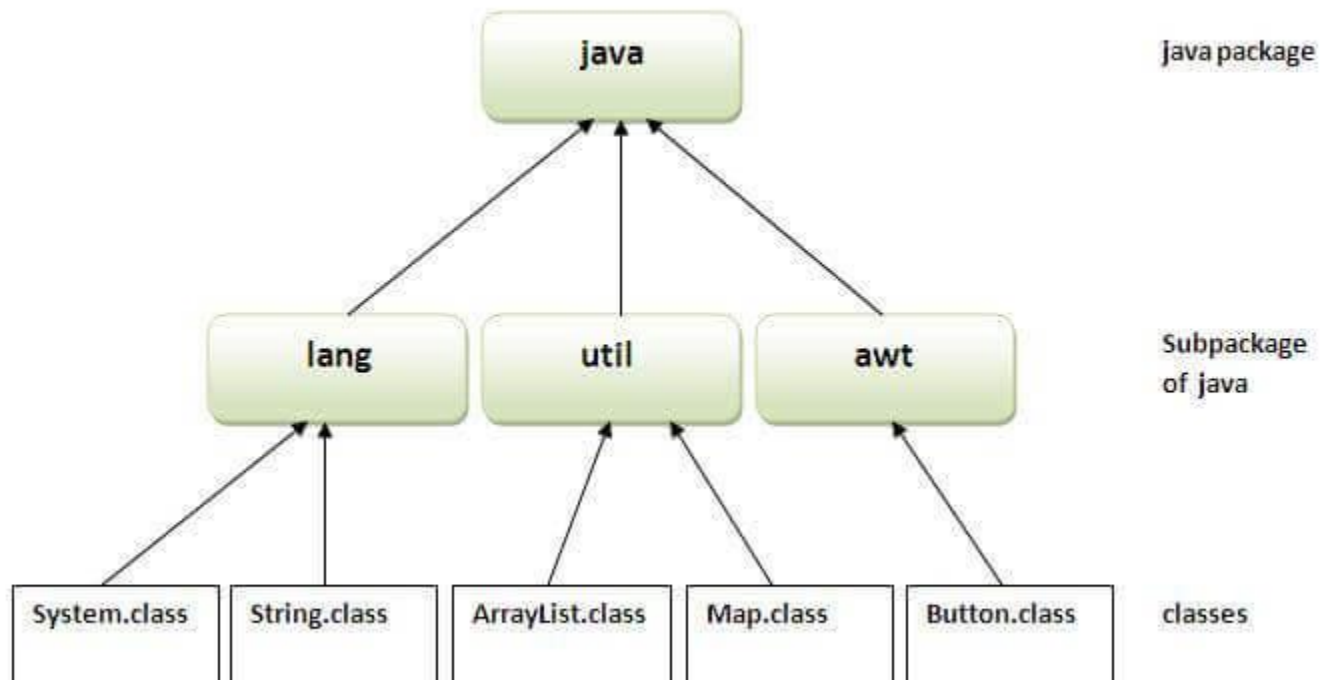 java
java package
lang
util
awt
Subpackage
of java
System.class
String.class
ArrayList.class
Map.class
Button.class
classes